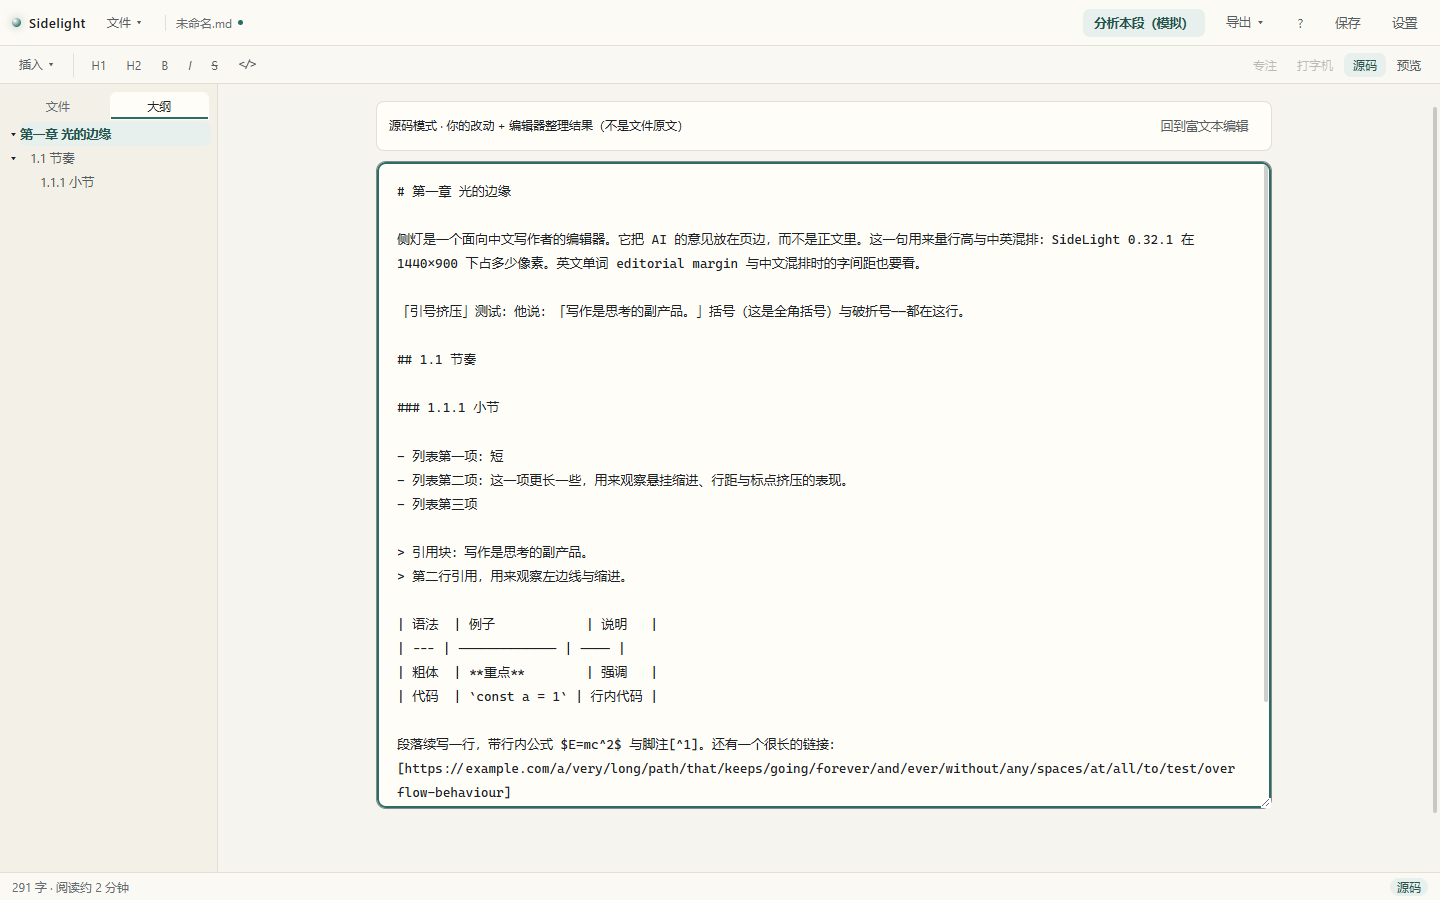 Sidelight 文件 未命名.md 分析本段（模拟） 导出 ? 保存 设置
插入 H1 H2 B I S </> 专注 打字机 源码 预览
文件 大纲
第一章 光的边缘
1.1 节奏
1.1.1 小节
源码模式 · 你的改动 + 编辑器整理结果（不是文件原文） 回到富文本编辑
# 第一章 光的边缘
侧灯是一个面向中文写作者的编辑器。它把 AI 的意见放在页边，而不是正文里。这一句用来量行高与中英混排：SideLight 0.32.1 在
1440×900 下占多少像素。英文单词 editorial margin 与中文混排时的字间距也要看。
「引号挤压」测试：他说：「写作是思考的副产品。」括号（这是全角括号）与破折号——都在这行。
## 1.1 节奏
### 1.1.1 小节
- 列表第一项：短
- 列表第二项：这一项更长一些，用来观察悬挂缩进、行距与标点挤压的表现。
- 列表第三项
> 引用块：写作是思考的副产品。
> 第二行引用，用来观察左边线与缩进。
| 语法 | 例子 | 说明 |
| --- | ------------- | ---- |
| 粗体 | **重点** | 强调 |
| 代码 | `const a = 1` | 行内代码 |
段落续写一行，带行内公式 $E=mc^2$ 与脚注[^1]。还有一个很长的链接：
[https://example.com/a/very/long/path/that/keeps/going/forever/and/ever/without/any/spaces/at/all/to/test/over
flow-behaviour]
291 字 · 阅读约 2 分钟 源码